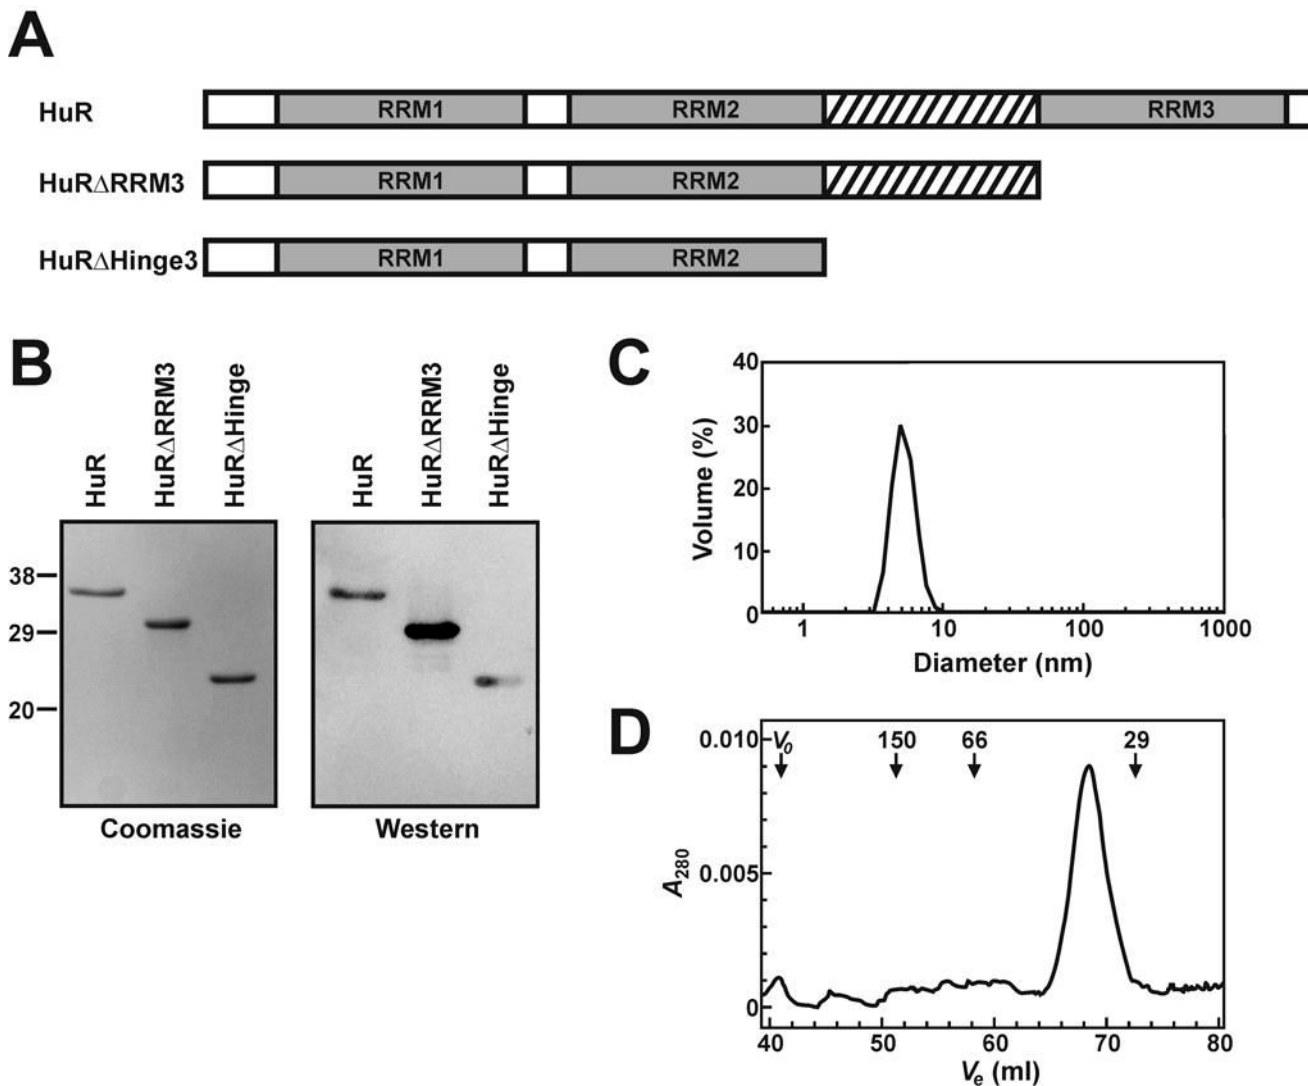 A
HuR RRM1 RRM2 RRM3
HuRΔRRM3 RRM1 RRM2
HuRΔHinge3 RRM1 RRM2
B
HuR HuRΔRRM3 HuRΔHinge
HuR HuRΔRRM3 HuRΔHinge
38
29
20
Coomassie Western
C
40
30
20
10
0
Volume (%)
1 10 100 1000
Diameter (nm)
D
V0 150 66 29
0.010
0.005
0
A280
40 50 60 70 80
Ve (ml)